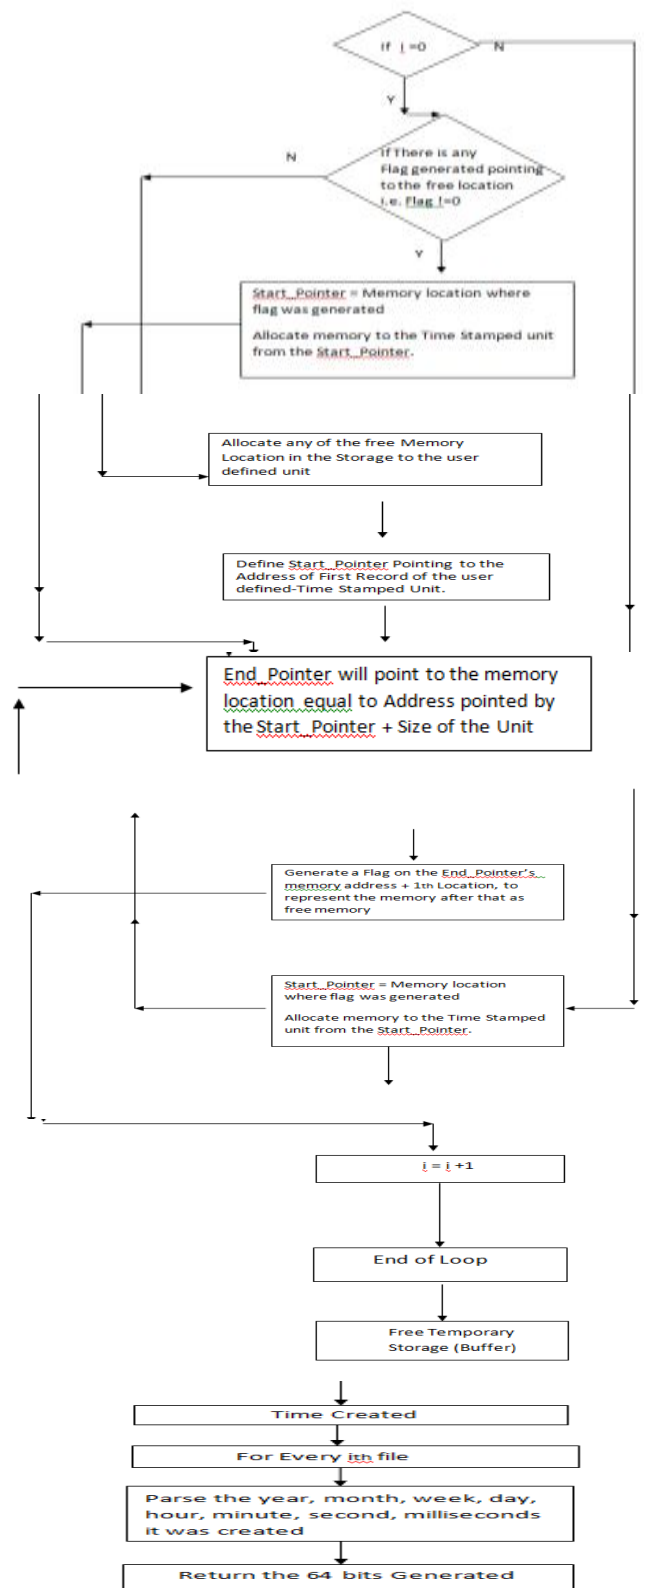 If i =0
N
Y
If There is any
Flag generated pointing
to the free location
i.e. Flag !=0
N
Y
Start_Pointer = Memory location where
flag was generated
Allocate memory to the Time Stamped unit
from the Start_Pointer.
Allocate any of the free Memory
Location in the Storage to the user
defined unit
Define Start_Pointer Pointing to the
Address of First Record of the user
defined-Time Stamped Unit.
End_Pointer will point to the memory
location equal to Address pointed by
the Start_Pointer + Size of the Unit
Generate a Flag on the End_Pointer's
memory address + 1th Location, to
represent the memory after that as
free memory
Start_Pointer = Memory location
where flag was generated
Allocate memory to the Time Stamped
unit from the Start_Pointer.
i = i +1
End of Loop
Free Temporary
Storage (Buffer)
Time Created
For Every ith file
Parse the year, month, week, day,
hour, minute, second, milliseconds
it was created
Return the 64 bits Generated